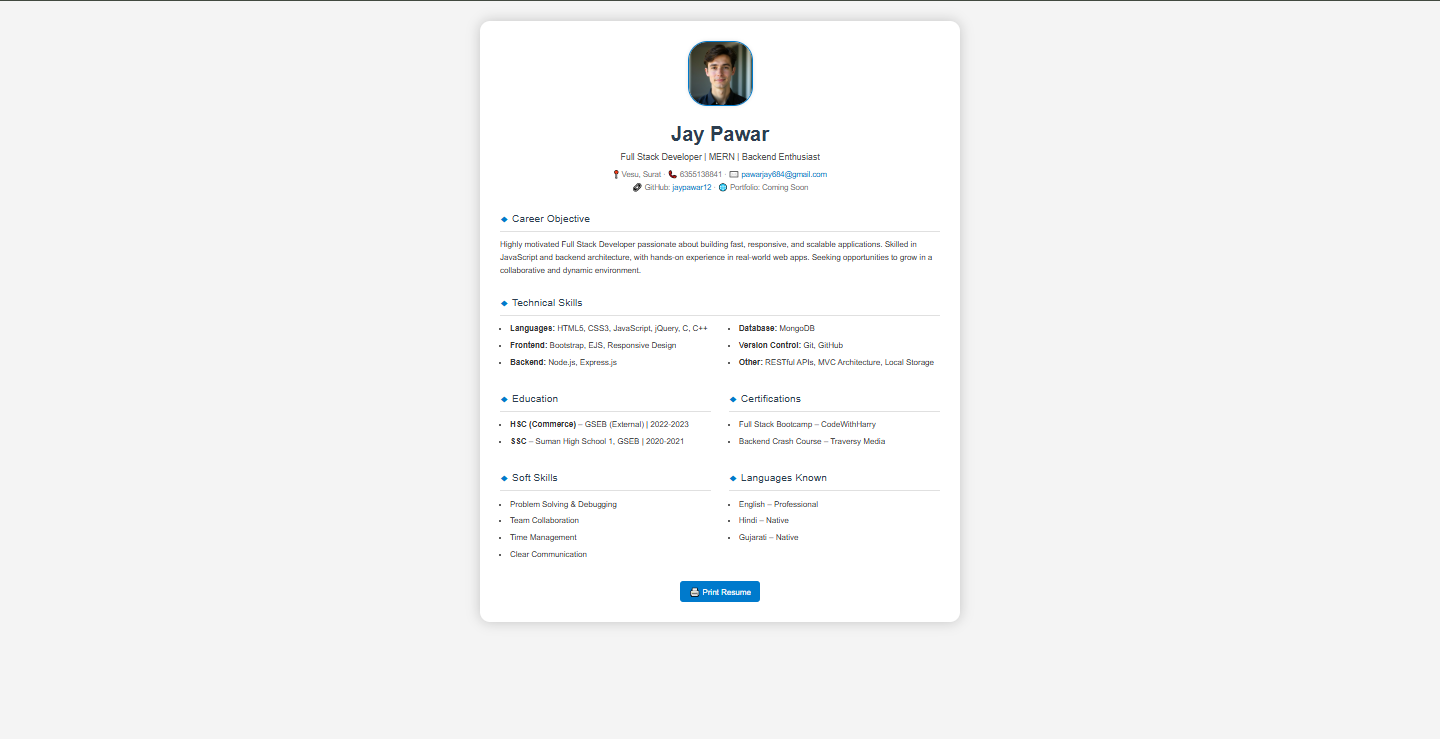 Jay Pawar
Full Stack Developer | MERN | Backend Enthusiast
📍 Vesu, Surat · 📞 6355138841 · ✉️ pawarjay684@gmail.com
🔗 GitHub: jaypawar12 · 🌐 Portfolio: Coming Soon
🔹 Career Objective
Highly motivated Full Stack Developer passionate about building fast, responsive, and scalable applications. Skilled in
JavaScript and backend architecture, with hands-on experience in real-world web apps. Seeking opportunities to grow in a
collaborative and dynamic environment.
🔹 Technical Skills
• Languages: HTML5, CSS3, JavaScript, jQuery, C, C++
• Frontend: Bootstrap, EJS, Responsive Design
• Backend: Node.js, Express.js
• Database: MongoDB
• Version Control: Git, GitHub
• Other: RESTful APIs, MVC Architecture, Local Storage
🔹 Education
• HSC (Commerce) – GSEB (External) | 2022-2023
• SSC – Suman High School 1, GSEB | 2020-2021
🔹 Certifications
• Full Stack Bootcamp – CodeWithHarry
• Backend Crash Course – Traversy Media
🔹 Soft Skills
• Problem Solving & Debugging
• Team Collaboration
• Time Management
• Clear Communication
🔹 Languages Known
• English – Professional
• Hindi – Native
• Gujarati – Native
🖨️ Print Resume